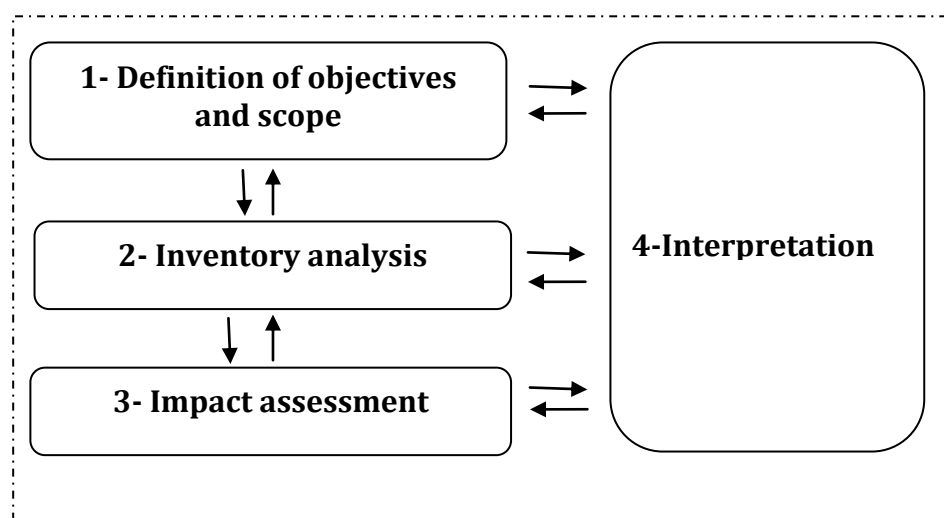 1- Definition of objectives
and scope
2- Inventory analysis
4-Interpretation
3- Impact assessment